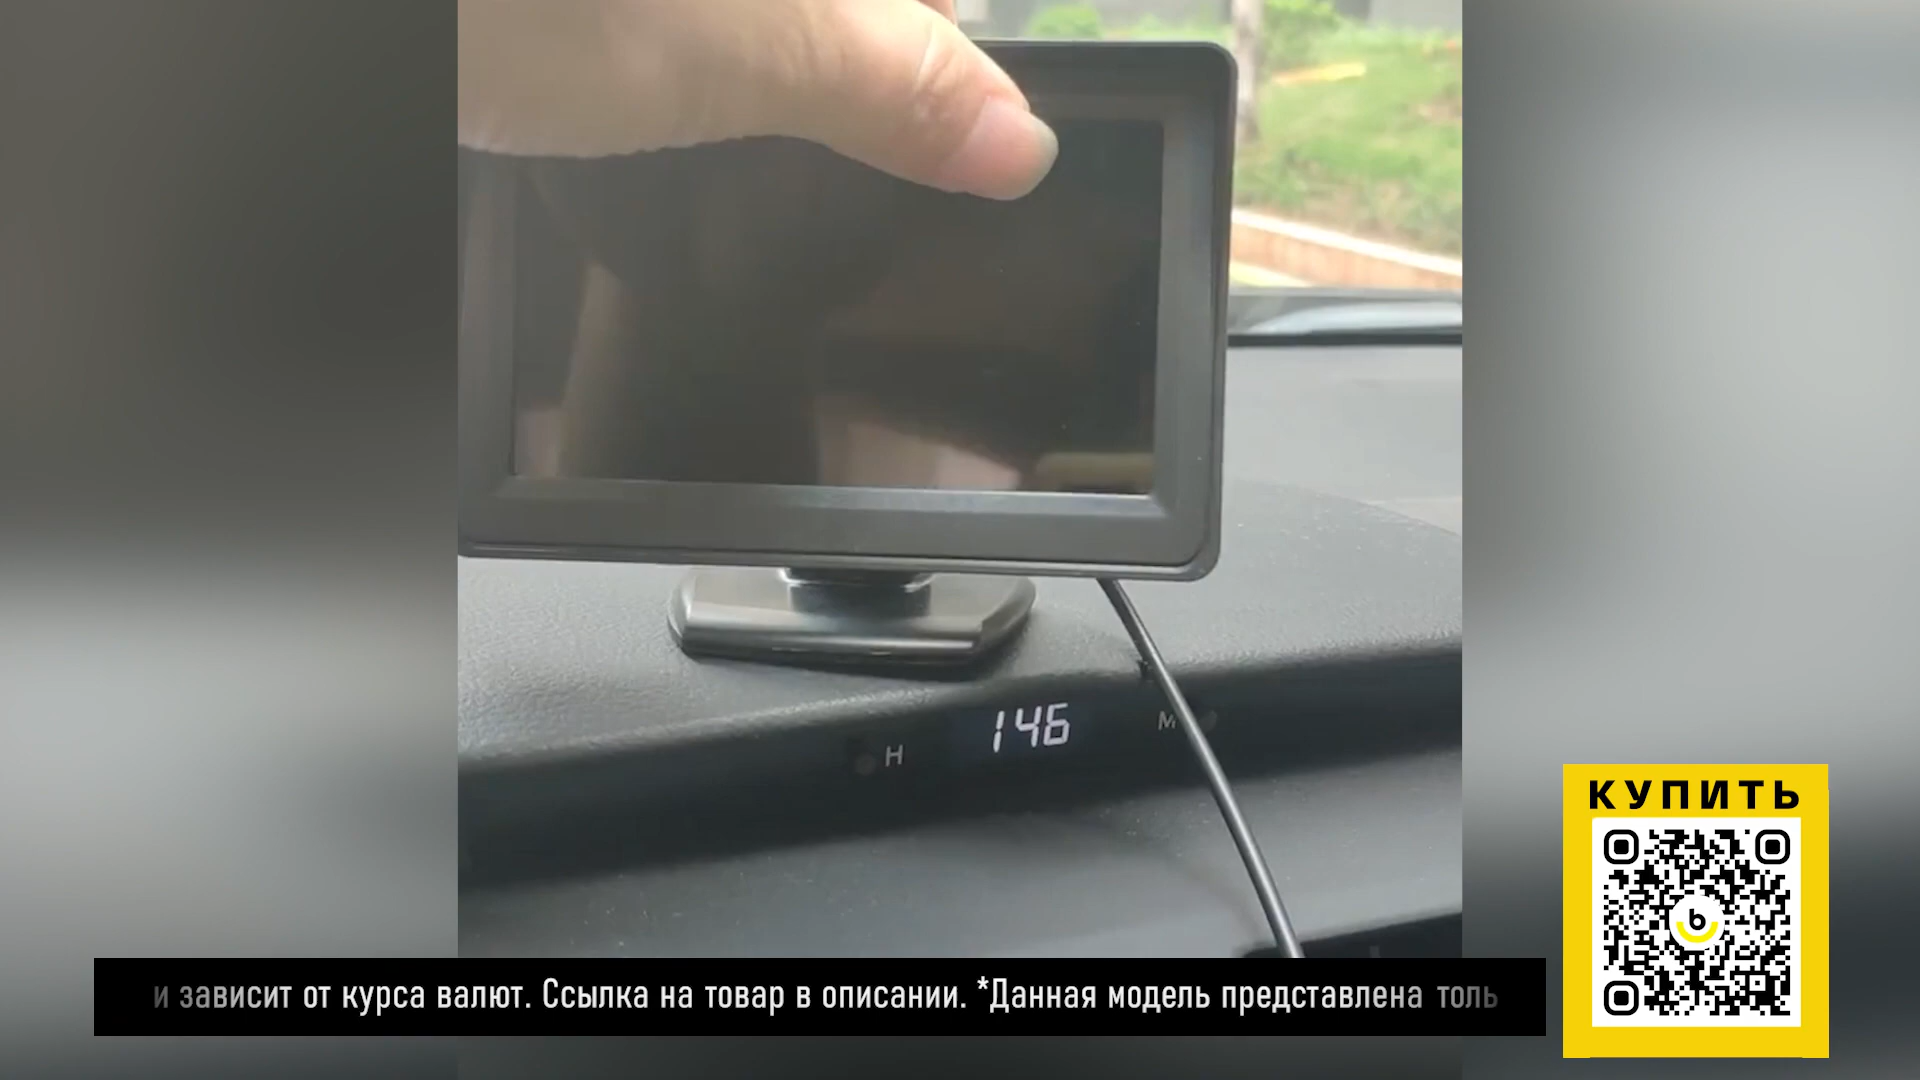 146
H
M
КУПИТЬ
b
и зависит от курса валют. Ссылка на товар в описании. *Данная модель представлена толь